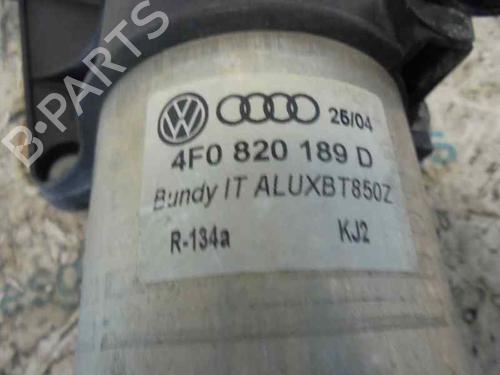 B-PARTS
26/04
4F0 820 189 D
Bundy IT ALUXBT850Z
R-134a KJ2